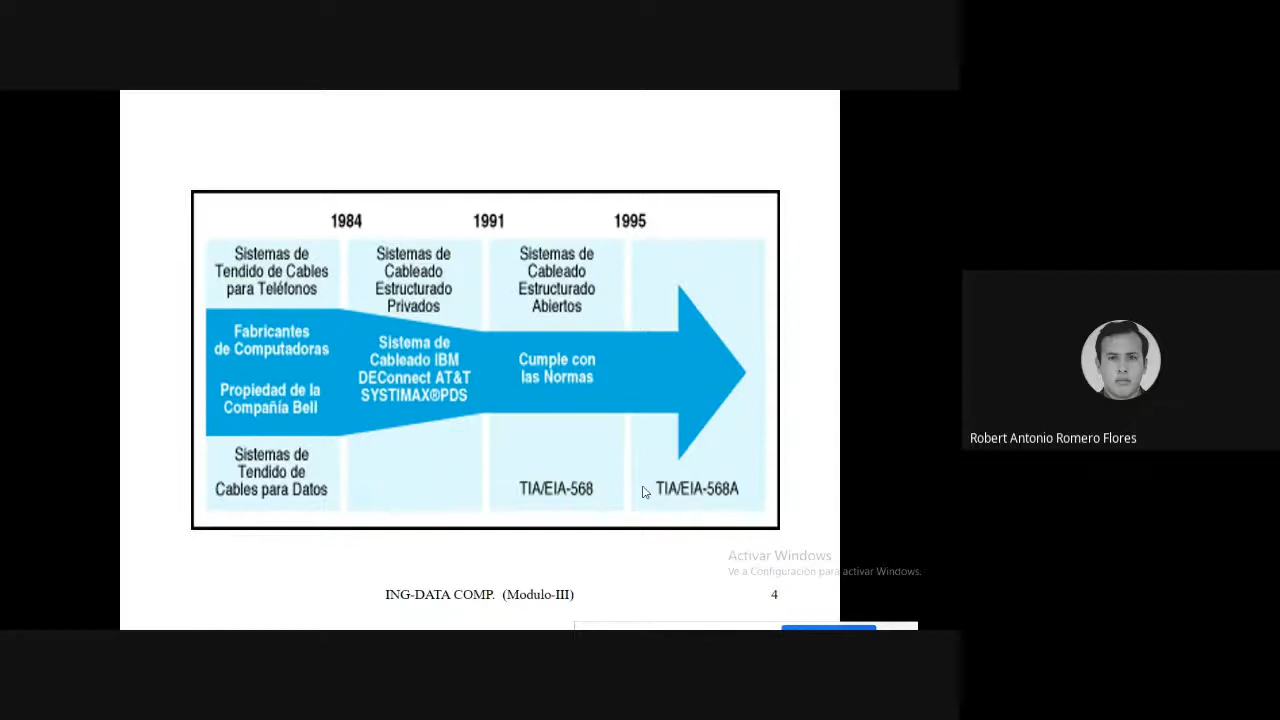 1984
1991
1995
Sistemas de
Tendido de Cables
para Teléfonos
Fabricantes
de Computadoras
Propiedad de la
Compañía Bell
Sistemas de
Tendido de
Cables para Datos
Sistemas de
Cableado
Estructurado
Privados
Sistema de
Cableado IBM
DEConnect AT&T
SYSTIMAX®PDS
Sistemas de
Cableado
Estructurado
Abiertos
Cumple con
las Normas
TIA/EIA-568
TIA/EIA-568A
Activar Windows
Ve a Configuración para activar Windows.
ING-DATA COMP. (Modulo-III)
4
Robert Antonio Romero Flores